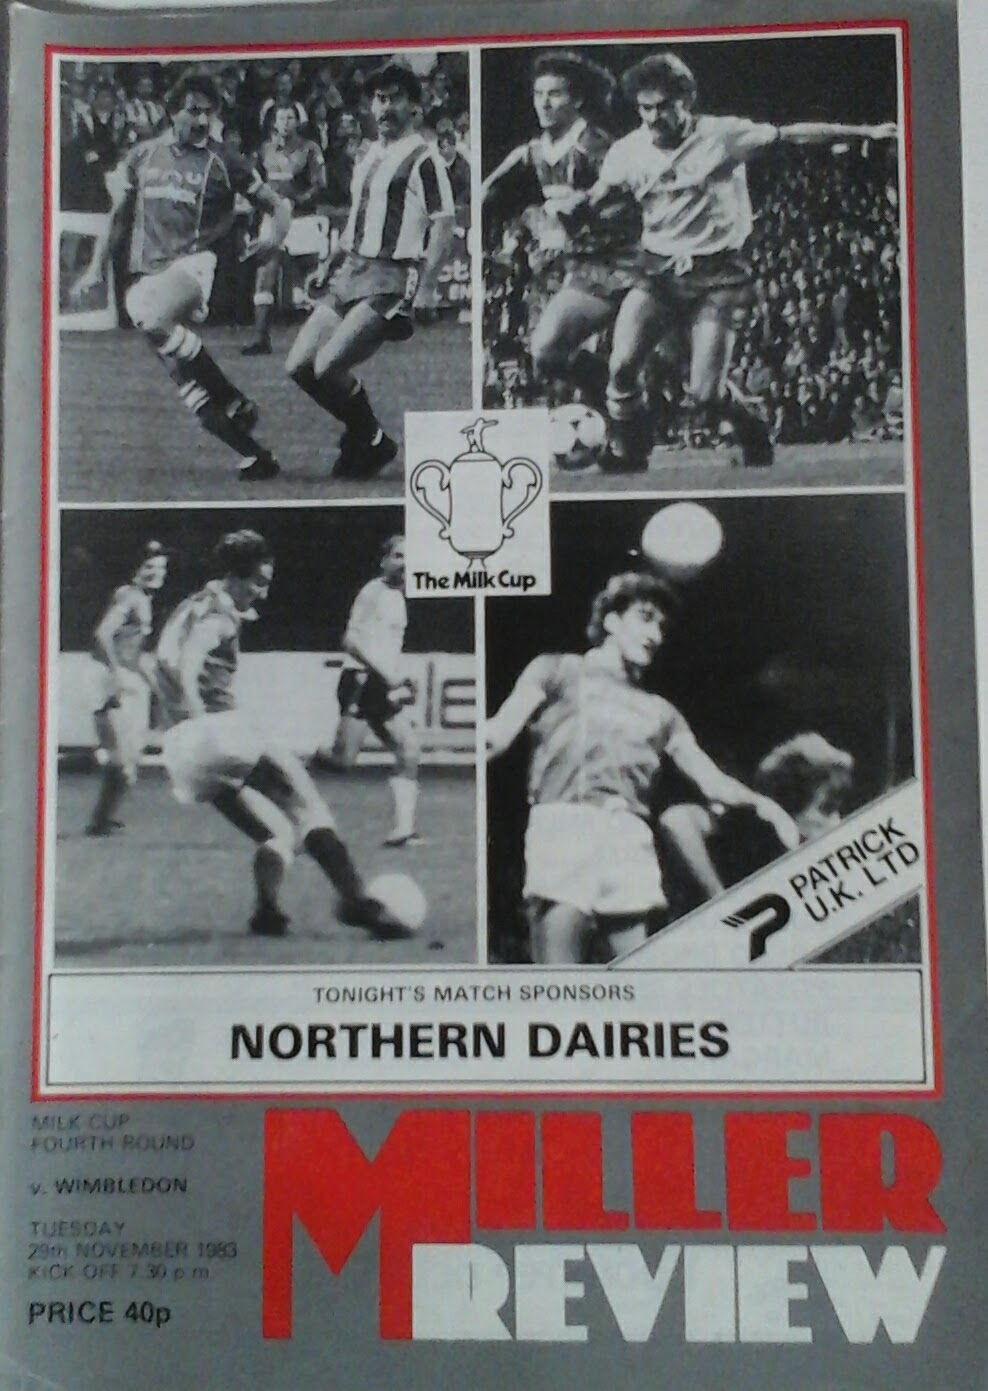 The Milk Cup
PATRICK
U.K. LTD
TONIGHT'S MATCH SPONSORS
NORTHERN DAIRIES
MILK CUP
FOURTH ROUND
v. WIMBLEDON
TUESDAY
29th NOVEMBER 1983
KICK OFF 7.30 p m
PRICE 40p
MILLER
REVIEW